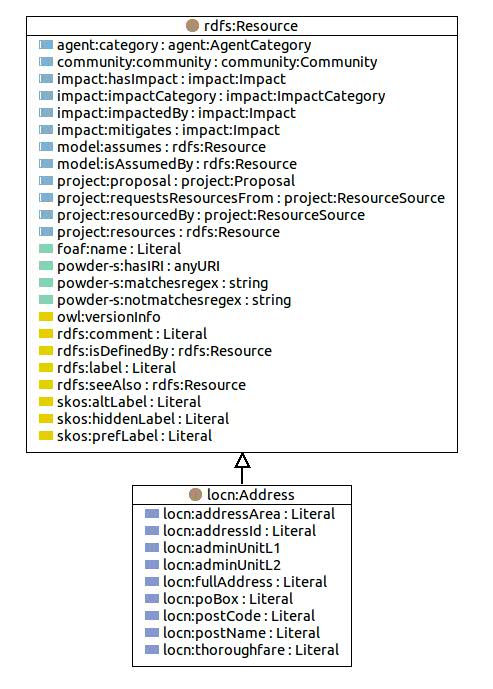 rdfs:Resource
agent:category : agent:AgentCategory
community:community : community:Community
impact:hasImpact : impact:Impact
impact:impactCategory : impact:ImpactCategory
impact:impactedBy : impact:Impact
impact:mitigates : impact:Impact
model:assumes : rdfs:Resource
model:isAssumedBy : rdfs:Resource
project:proposal : project:Proposal
project:requestsResourcesFrom : project:ResourceSource
project:resourcedBy : project:ResourceSource
project:resources : rdfs:Resource
foaf:name : Literal
powder-s:hasIRI : anyURI
powder-s:matchesregex : string
powder-s:notmatchesregex : string
owl:versionInfo
rdfs:comment : Literal
rdfs:isDefinedBy : rdfs:Resource
rdfs:label : Literal
rdfs:seeAlso : rdfs:Resource
skos:altLabel : Literal
skos:hiddenLabel : Literal
skos:prefLabel : Literal
locn:Address
locn:addressArea : Literal
locn:addressId : Literal
locn:adminUnitL1
locn:adminUnitL2
locn:fullAddress : Literal
locn:poBox : Literal
locn:postCode : Literal
locn:postName : Literal
locn:thoroughfare : Literal